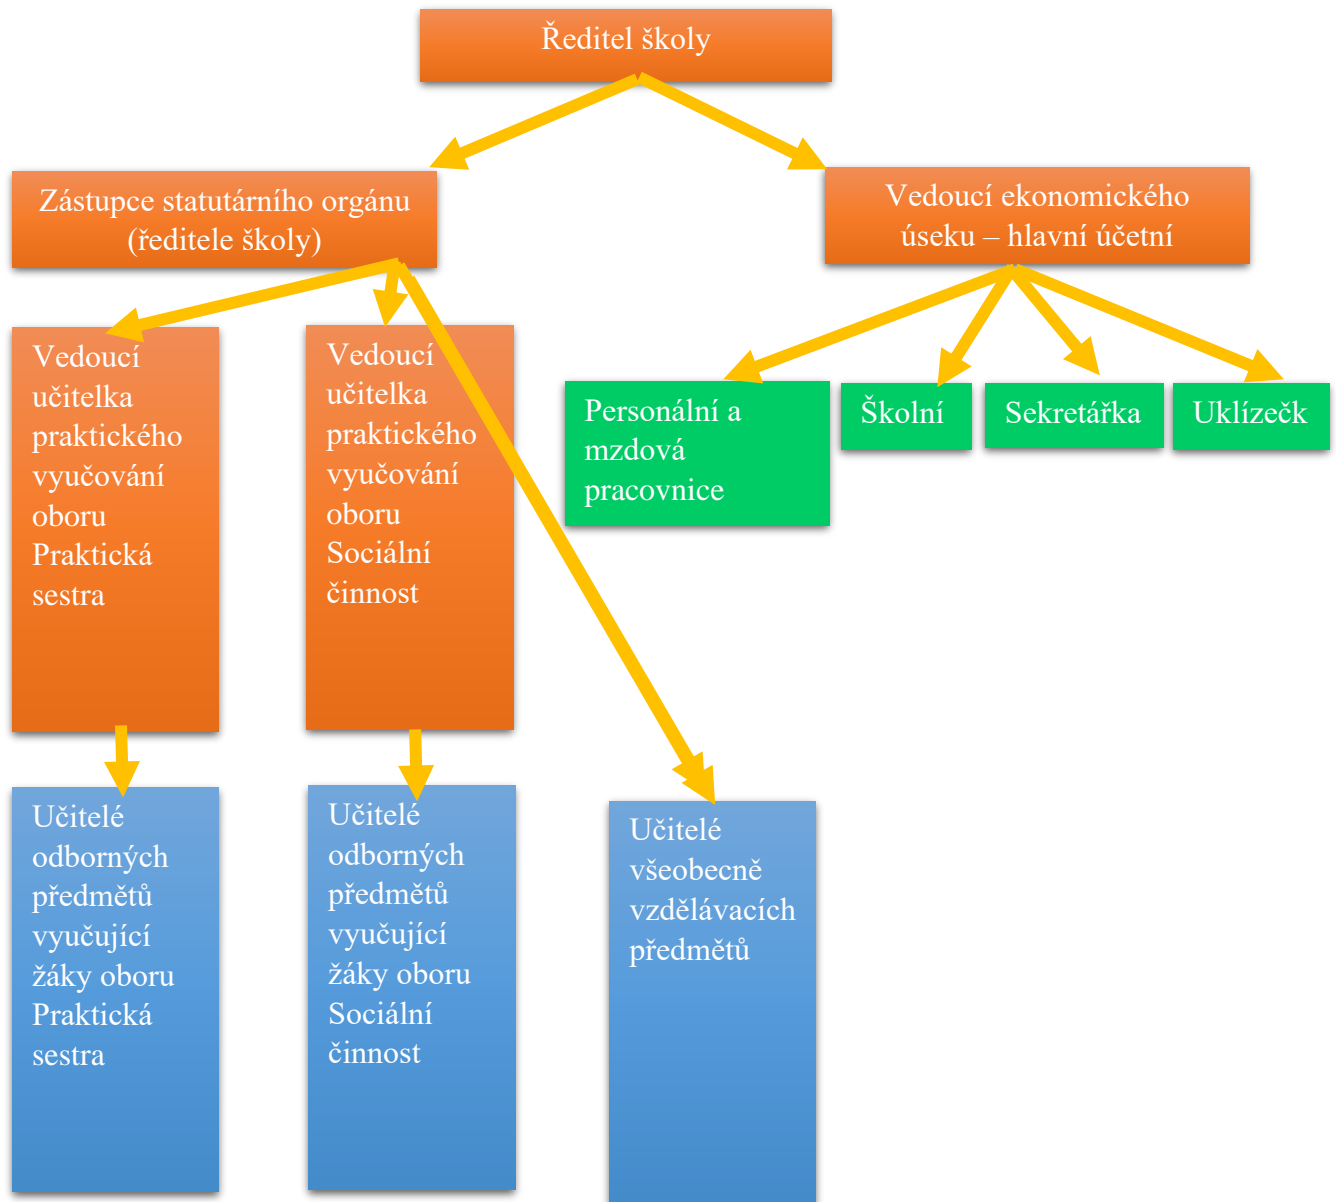 Ředitel školy
Zástupce statutárního orgánu
(ředitele školy)
Vedoucí ekonomického
úseku – hlavní účetní
Vedoucí
učitelka
praktického
vyučování
oboru
Praktická
sestra
Vedoucí
učitelka
praktického
vyučování
oboru
Sociální
činnost
Personální a
mzdová
pracovnice
Školní
Sekretářka
Uklízečk
Učitelé
odborných
předmětů
vyučující
žáky oboru
Praktická
sestra
Učitelé
odborných
předmětů
vyučující
žáky oboru
Sociální
činnost
Učitelé
všeobecně
vzdělávacích
předmětů